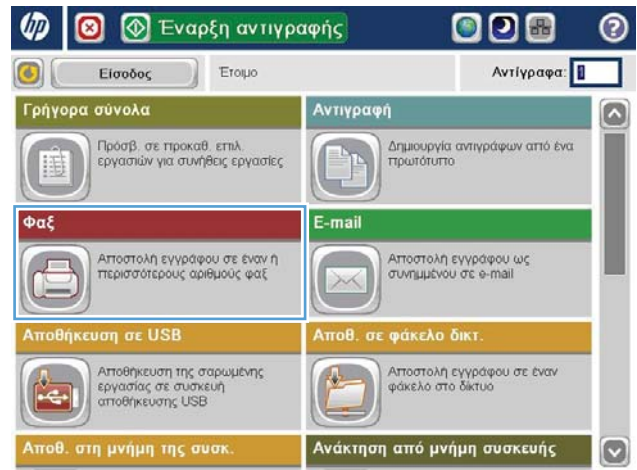 hp
Έναρξη αντιγραφής
?
Είσοδος
Έτοιμο
Αντίγραφα: 1
Γρήγορα σύνολα
Αντιγραφή
Πρόσβ. σε προκαθ. επιλ.
εργασιών για συνήθεις εργασίες
Δημιουργία αντιγράφων από ένα
πρωτότυπο
Φαξ
E-mail
Αποστολή εγγράφου σε έναν ή
περισσότερους αριθμούς φαξ
Αποστολή εγγράφου ως
συνημμένου σε e-mail
Αποθήκευση σε USB
Αποθ. σε φάκελο δικτ.
Αποθήκευση της σαρωμένης
εργασίας σε συσκευή
αποθήκευσης USB
Αποστολή εγγράφου σε έναν
φάκελο στο δίκτυο
Αποθ. στη μνήμη της συσκ.
Ανάκτηση από μνήμη συσκευής